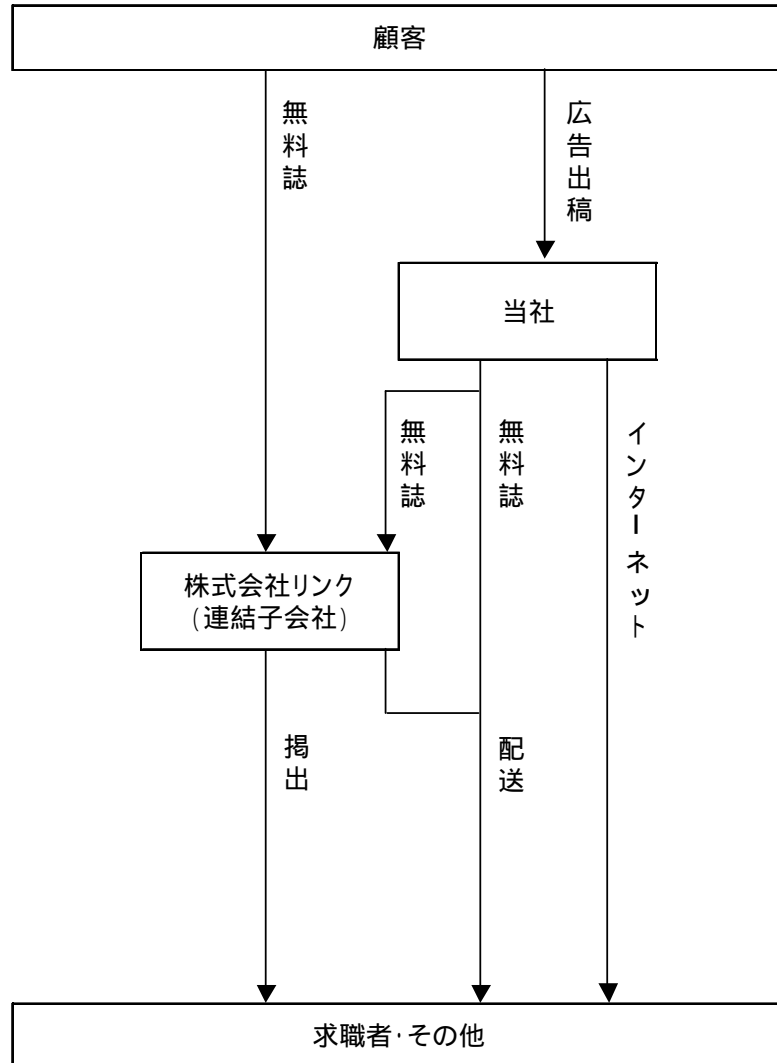 顧客
無料誌
広告出稿
当社
無料誌
無料誌
インターネット
株式会社リンク
(連結子会社)
掲出
配送
求職者・その他